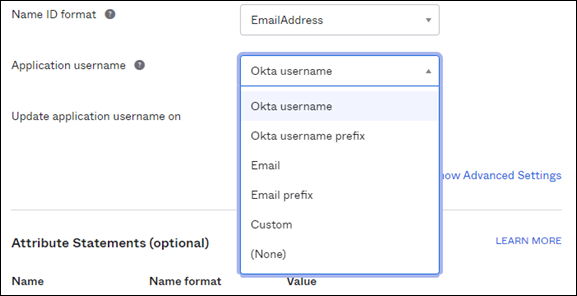 Name ID format ? EmailAddress
Application username ? Okta username
Okta username
Update application username on
Okta username prefix
Email
how Advanced Settings
Email prefix
Custom
Attribute Statements (optional) LEARN MORE
(None)
Name Name format Value